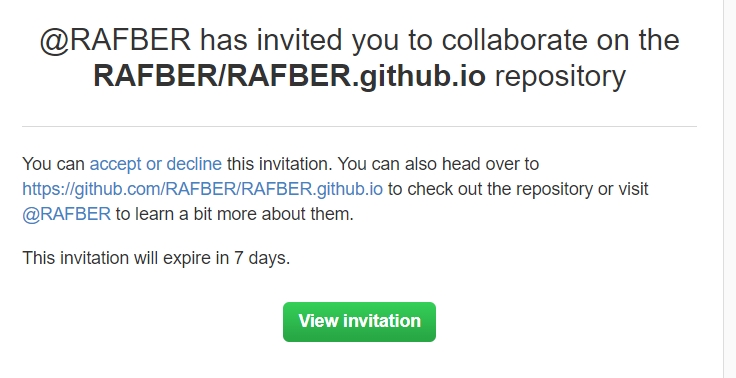 @RAFBER has invited you to collaborate on the
RAFBER/RAFBER.github.io repository
You can accept or decline this invitation. You can also head over to
https://github.com/RAFBER/RAFBER.github.io to check out the repository or visit
@RAFBER to learn a bit more about them.
This invitation will expire in 7 days.
View invitation